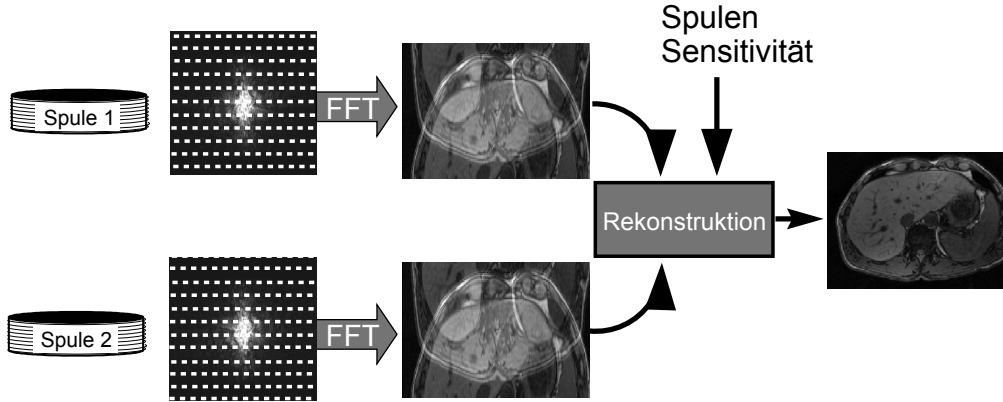 Spulen
Sensitivität
Spule 1
FFT
Rekonstruktion
Spule 2
FFT